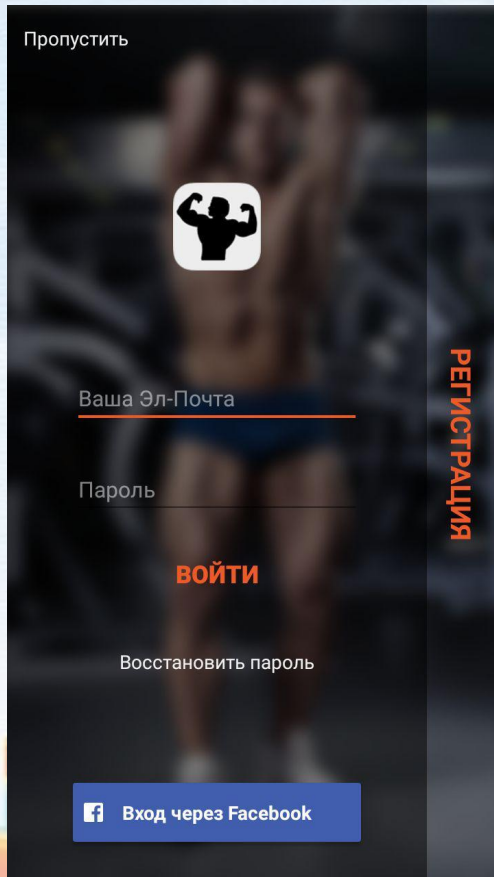 Пропустить
Ваша Эл-Почта
Пароль
ВОЙТИ
Восстановить пароль
Вход через Facebook
РЕГИСТРАЦИЯ